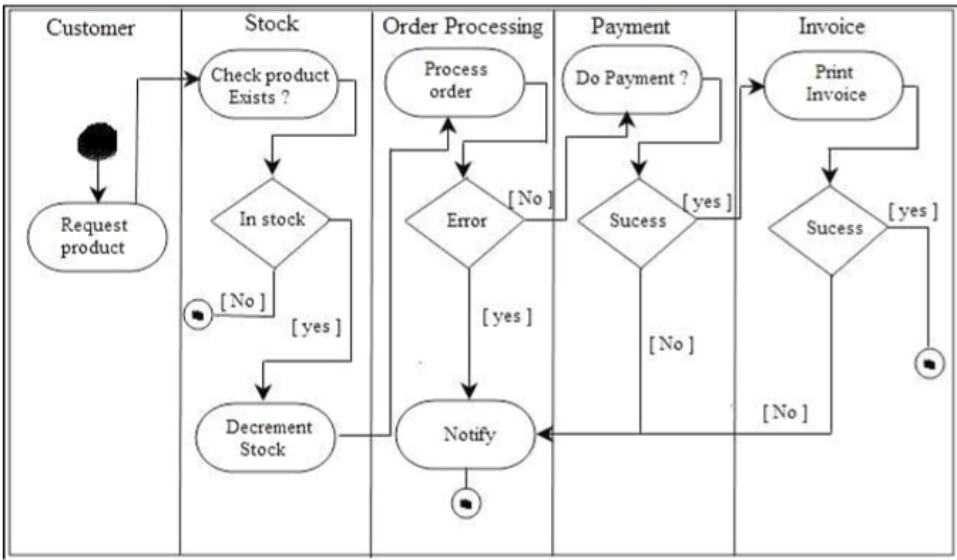 Customer
Stock
Order Processing
Payment
Invoice
Check product
Exists ?
Process
order
Do Payment ?
Print
Invoice
Request
product
In stock
Error
[ No ]
Sucess
[ yes ]
Sucess
[ yes ]
[ No ]
[ yes ]
[ yes ]
[ No ]
[ No ]
Decrement
Stock
Notify